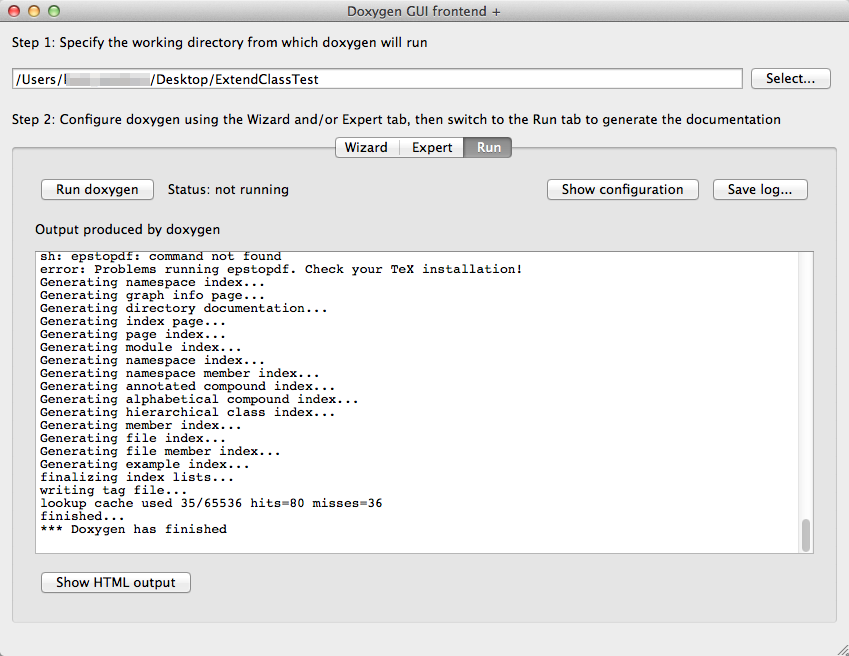 Doxygen GUI frontend +
Step 1: Specify the working directory from which doxygen will run
/Users/ /Desktop/ExtendClassTest
Select...
Step 2: Configure doxygen using the Wizard and/or Expert tab, then switch to the Run tab to generate the documentation
Wizard Expert Run
Run doxygen Status: not running Show configuration Save log...
Output produced by doxygen
sh: epstopdf: command not found
error: Problems running epstopdf. Check your TeX installation!
Generating namespace index...
Generating graph info page...
Generating directory documentation...
Generating index page...
Generating page index...
Generating module index...
Generating namespace index...
Generating namespace member index...
Generating annotated compound index...
Generating alphabetical compound index...
Generating hierarchical class index...
Generating member index...
Generating file index...
Generating file member index...
Generating example index...
finalizing index lists...
writing tag file...
lookup cache used 35/65536 hits=80 misses=36
finished...
*** Doxygen has finished
Show HTML output